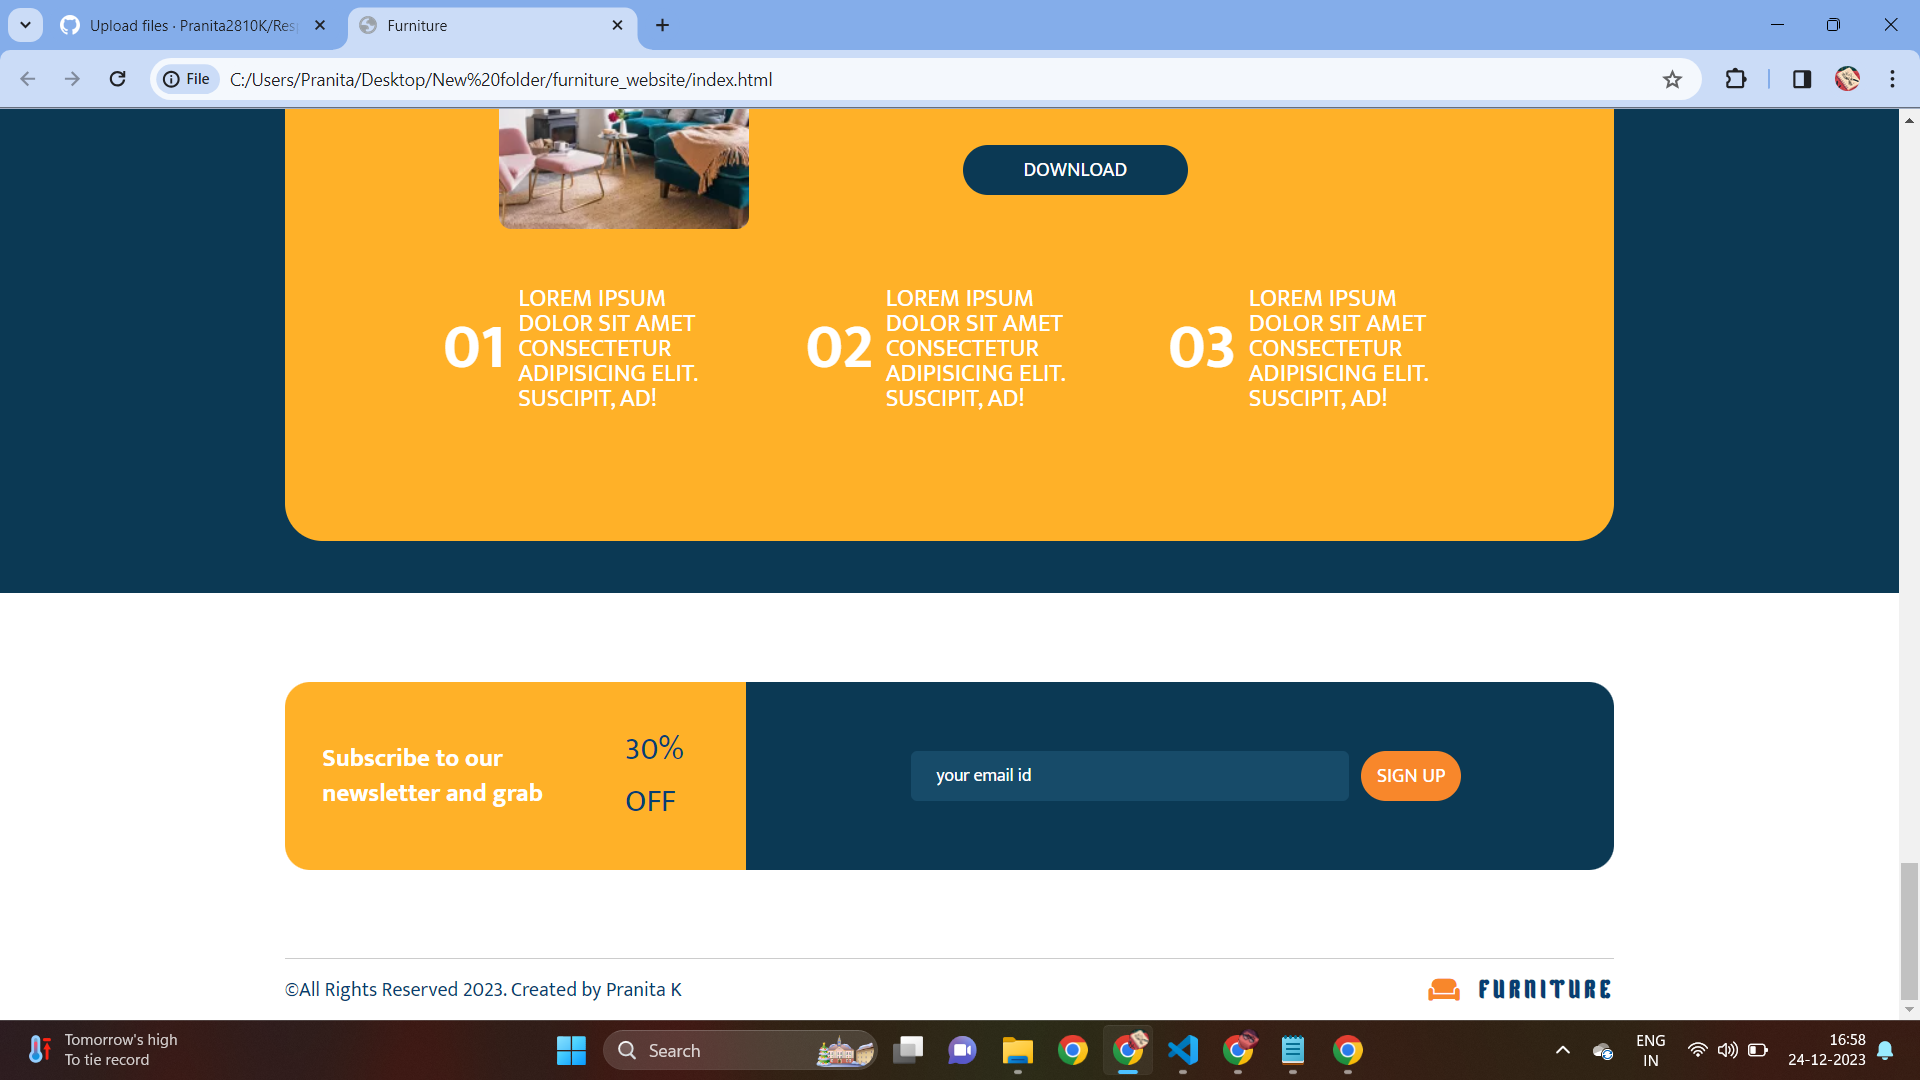 Upload files · Pranita2810K/Res
Furniture
File
C:/Users/Pranita/Desktop/New%20folder/furniture_website/index.html
DOWNLOAD
01
LOREM IPSUM
DOLOR SIT AMET
CONSECTETUR
ADIPISICING ELIT.
SUSCIPIT, AD!
02
LOREM IPSUM
DOLOR SIT AMET
CONSECTETUR
ADIPISICING ELIT.
SUSCIPIT, AD!
03
LOREM IPSUM
DOLOR SIT AMET
CONSECTETUR
ADIPISICING ELIT.
SUSCIPIT, AD!
Subscribe to our
newsletter and grab
30%
OFF
your email id
SIGN UP
©All Rights Reserved 2023. Created by Pranita K
FURNITURE
Tomorrow's high
To tie record
Search
ENG
IN
16:58
24-12-2023